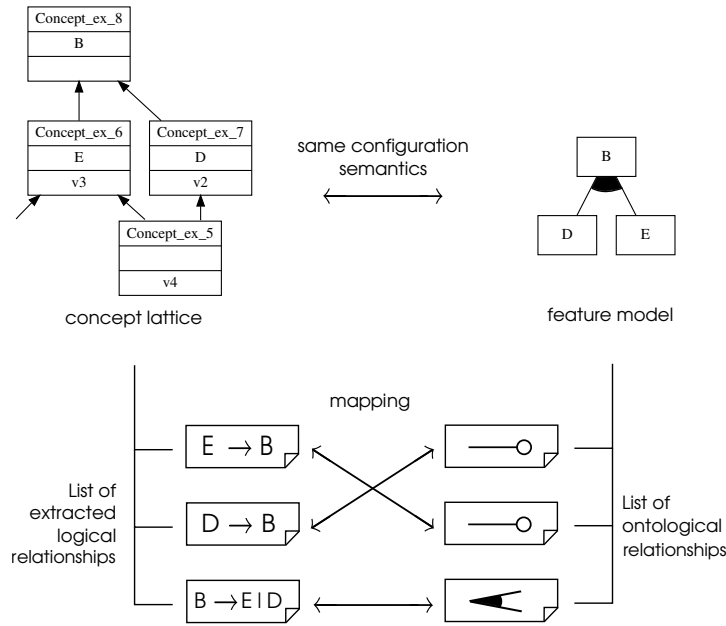 Concept_ex_8
B
Concept_ex_6
E
v3
Concept_ex_7
D
v2
Concept_ex_5
v4
concept lattice
same configuration
semantics
B
D
E
feature model
mapping
List of
extracted
logical
relationships
E → B
D → B
B → E | D
List of
ontological
relationships